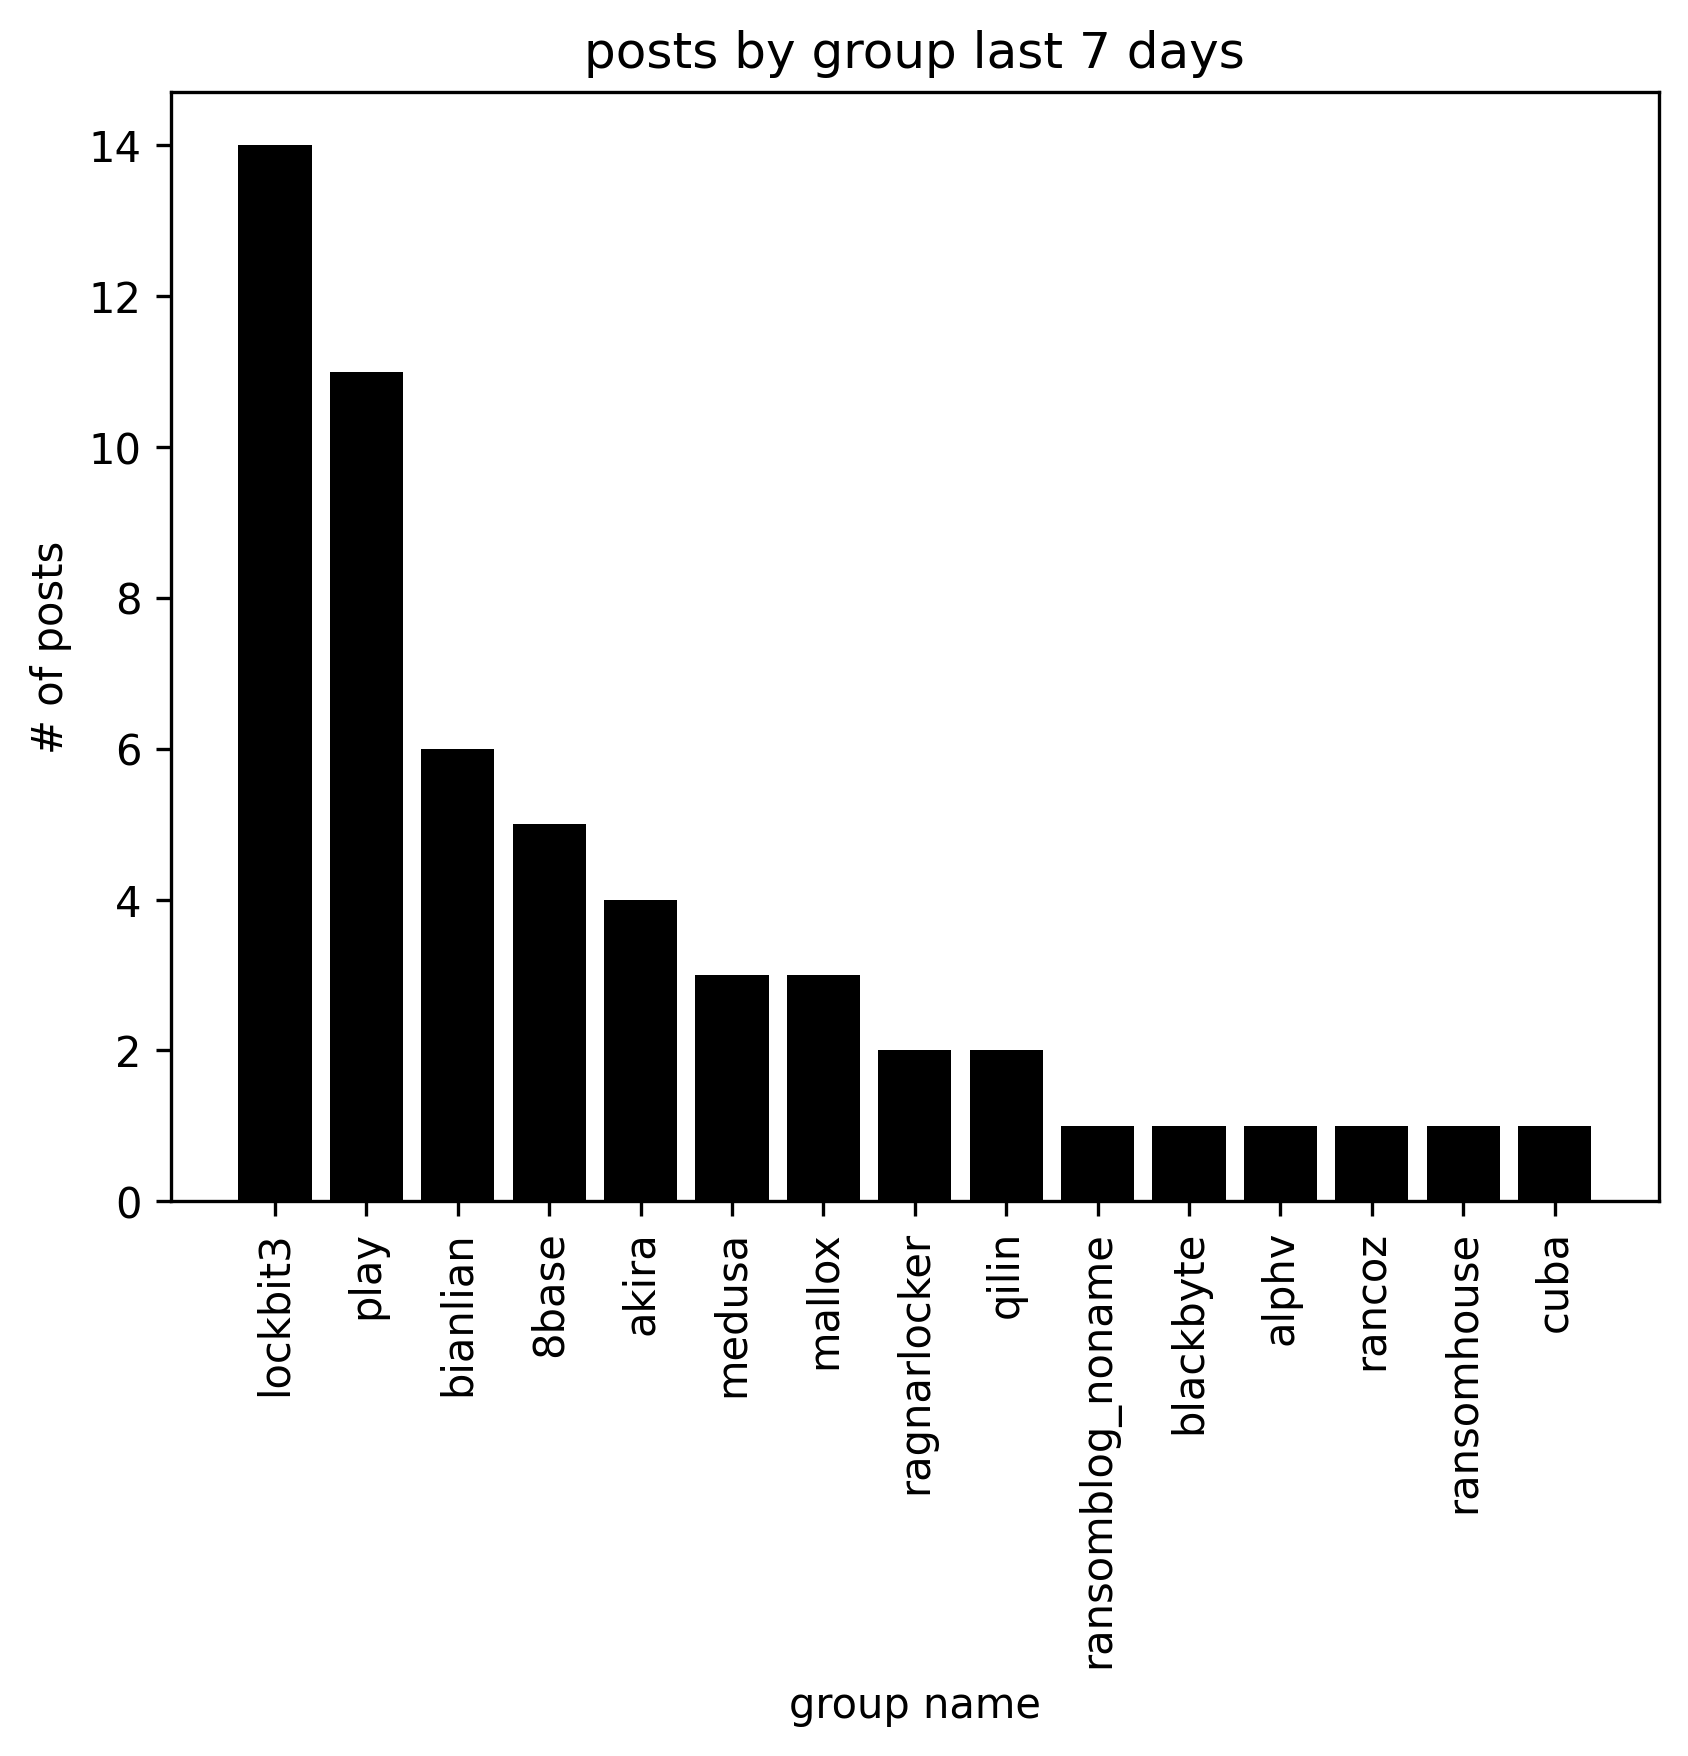 posts by group last 7 days
# of posts
14
12
10
8
6
4
2
0
lockbit3
play
bianlian
8base
akira
medusa
mallox
ragnarlocker
qilin
ransomblog_noname
blackbyte
alphv
rancoz
ransomhouse
cuba
group name